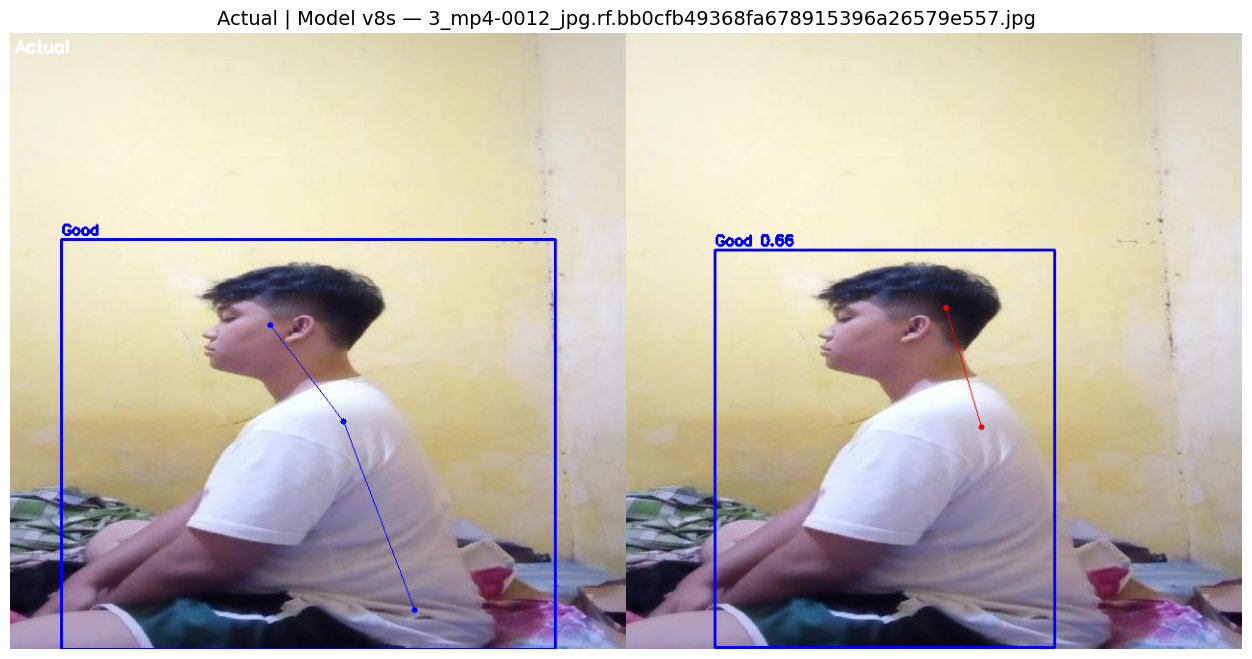 Actual | Model v8s — 3_mp4-0012_jpg.rf.bb0cfb49368fa678915396a26579e557.jpg
Actual
Good
Good 0.66